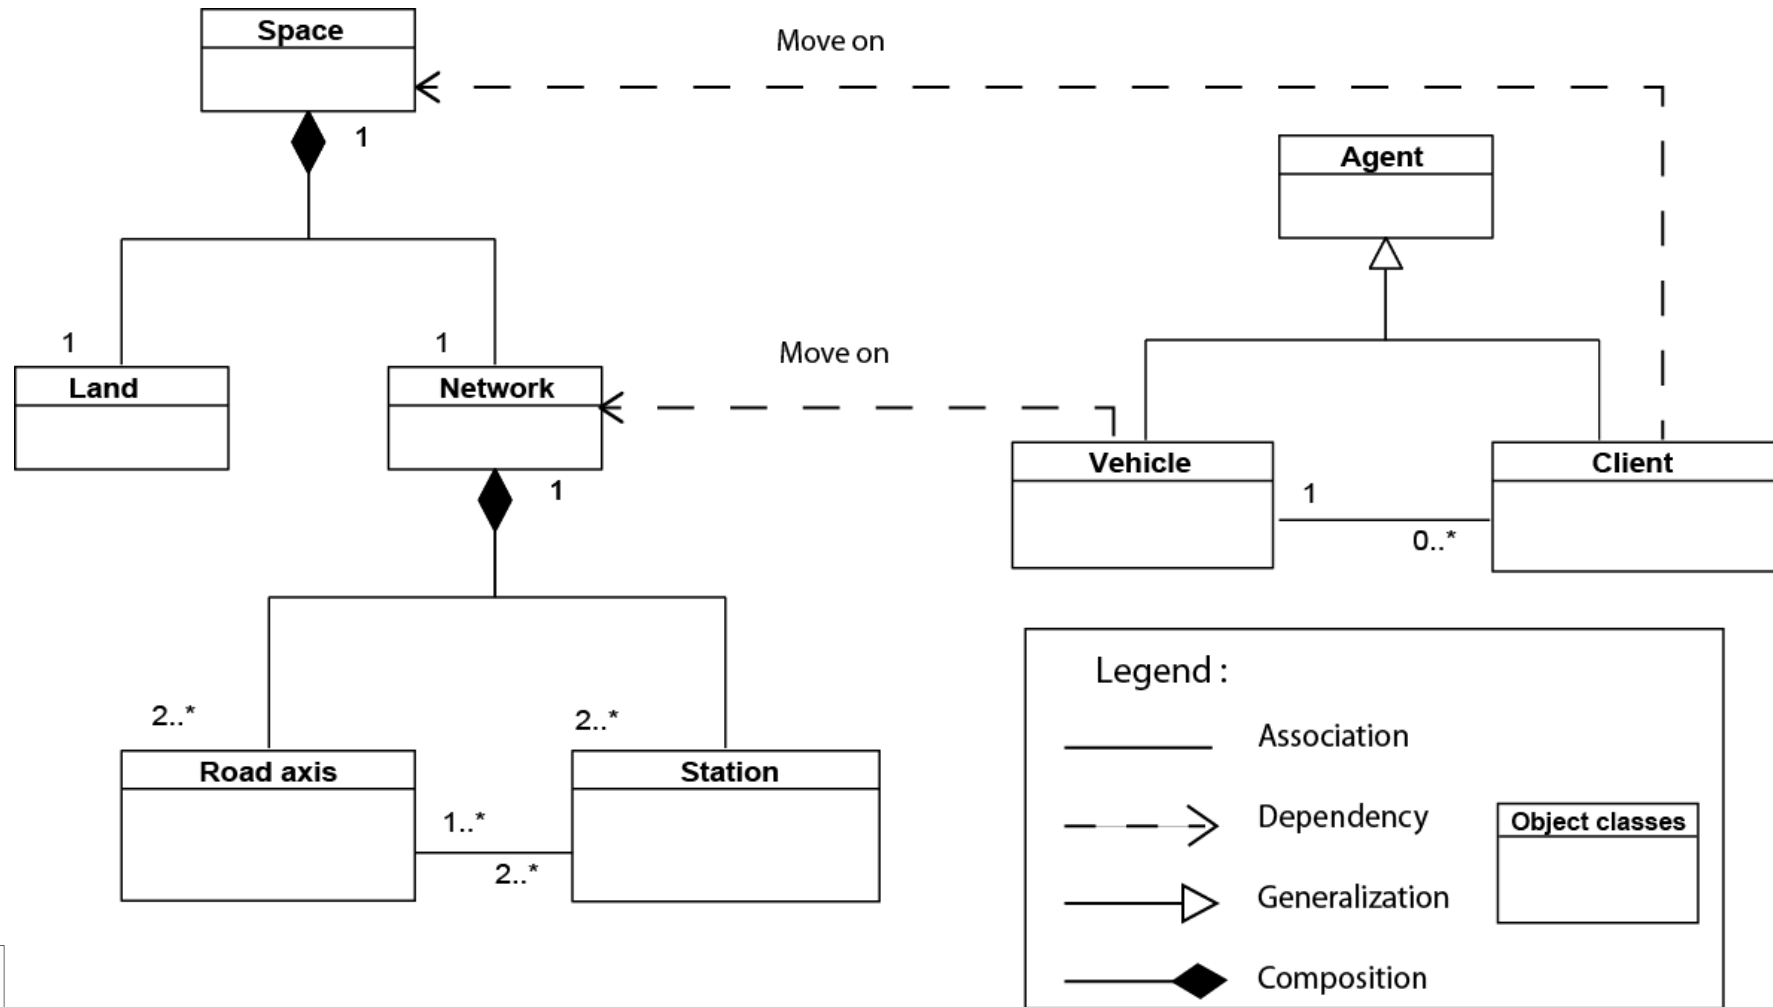 Space
Move on
1
Agent
1
1
Move on
Land
Network
Vehicle
Client
1
1
0..*
2..*
2..*
Road axis
Station
1..*
2..*
Legend :
Association
Dependency
Object classes
Generalization
Composition